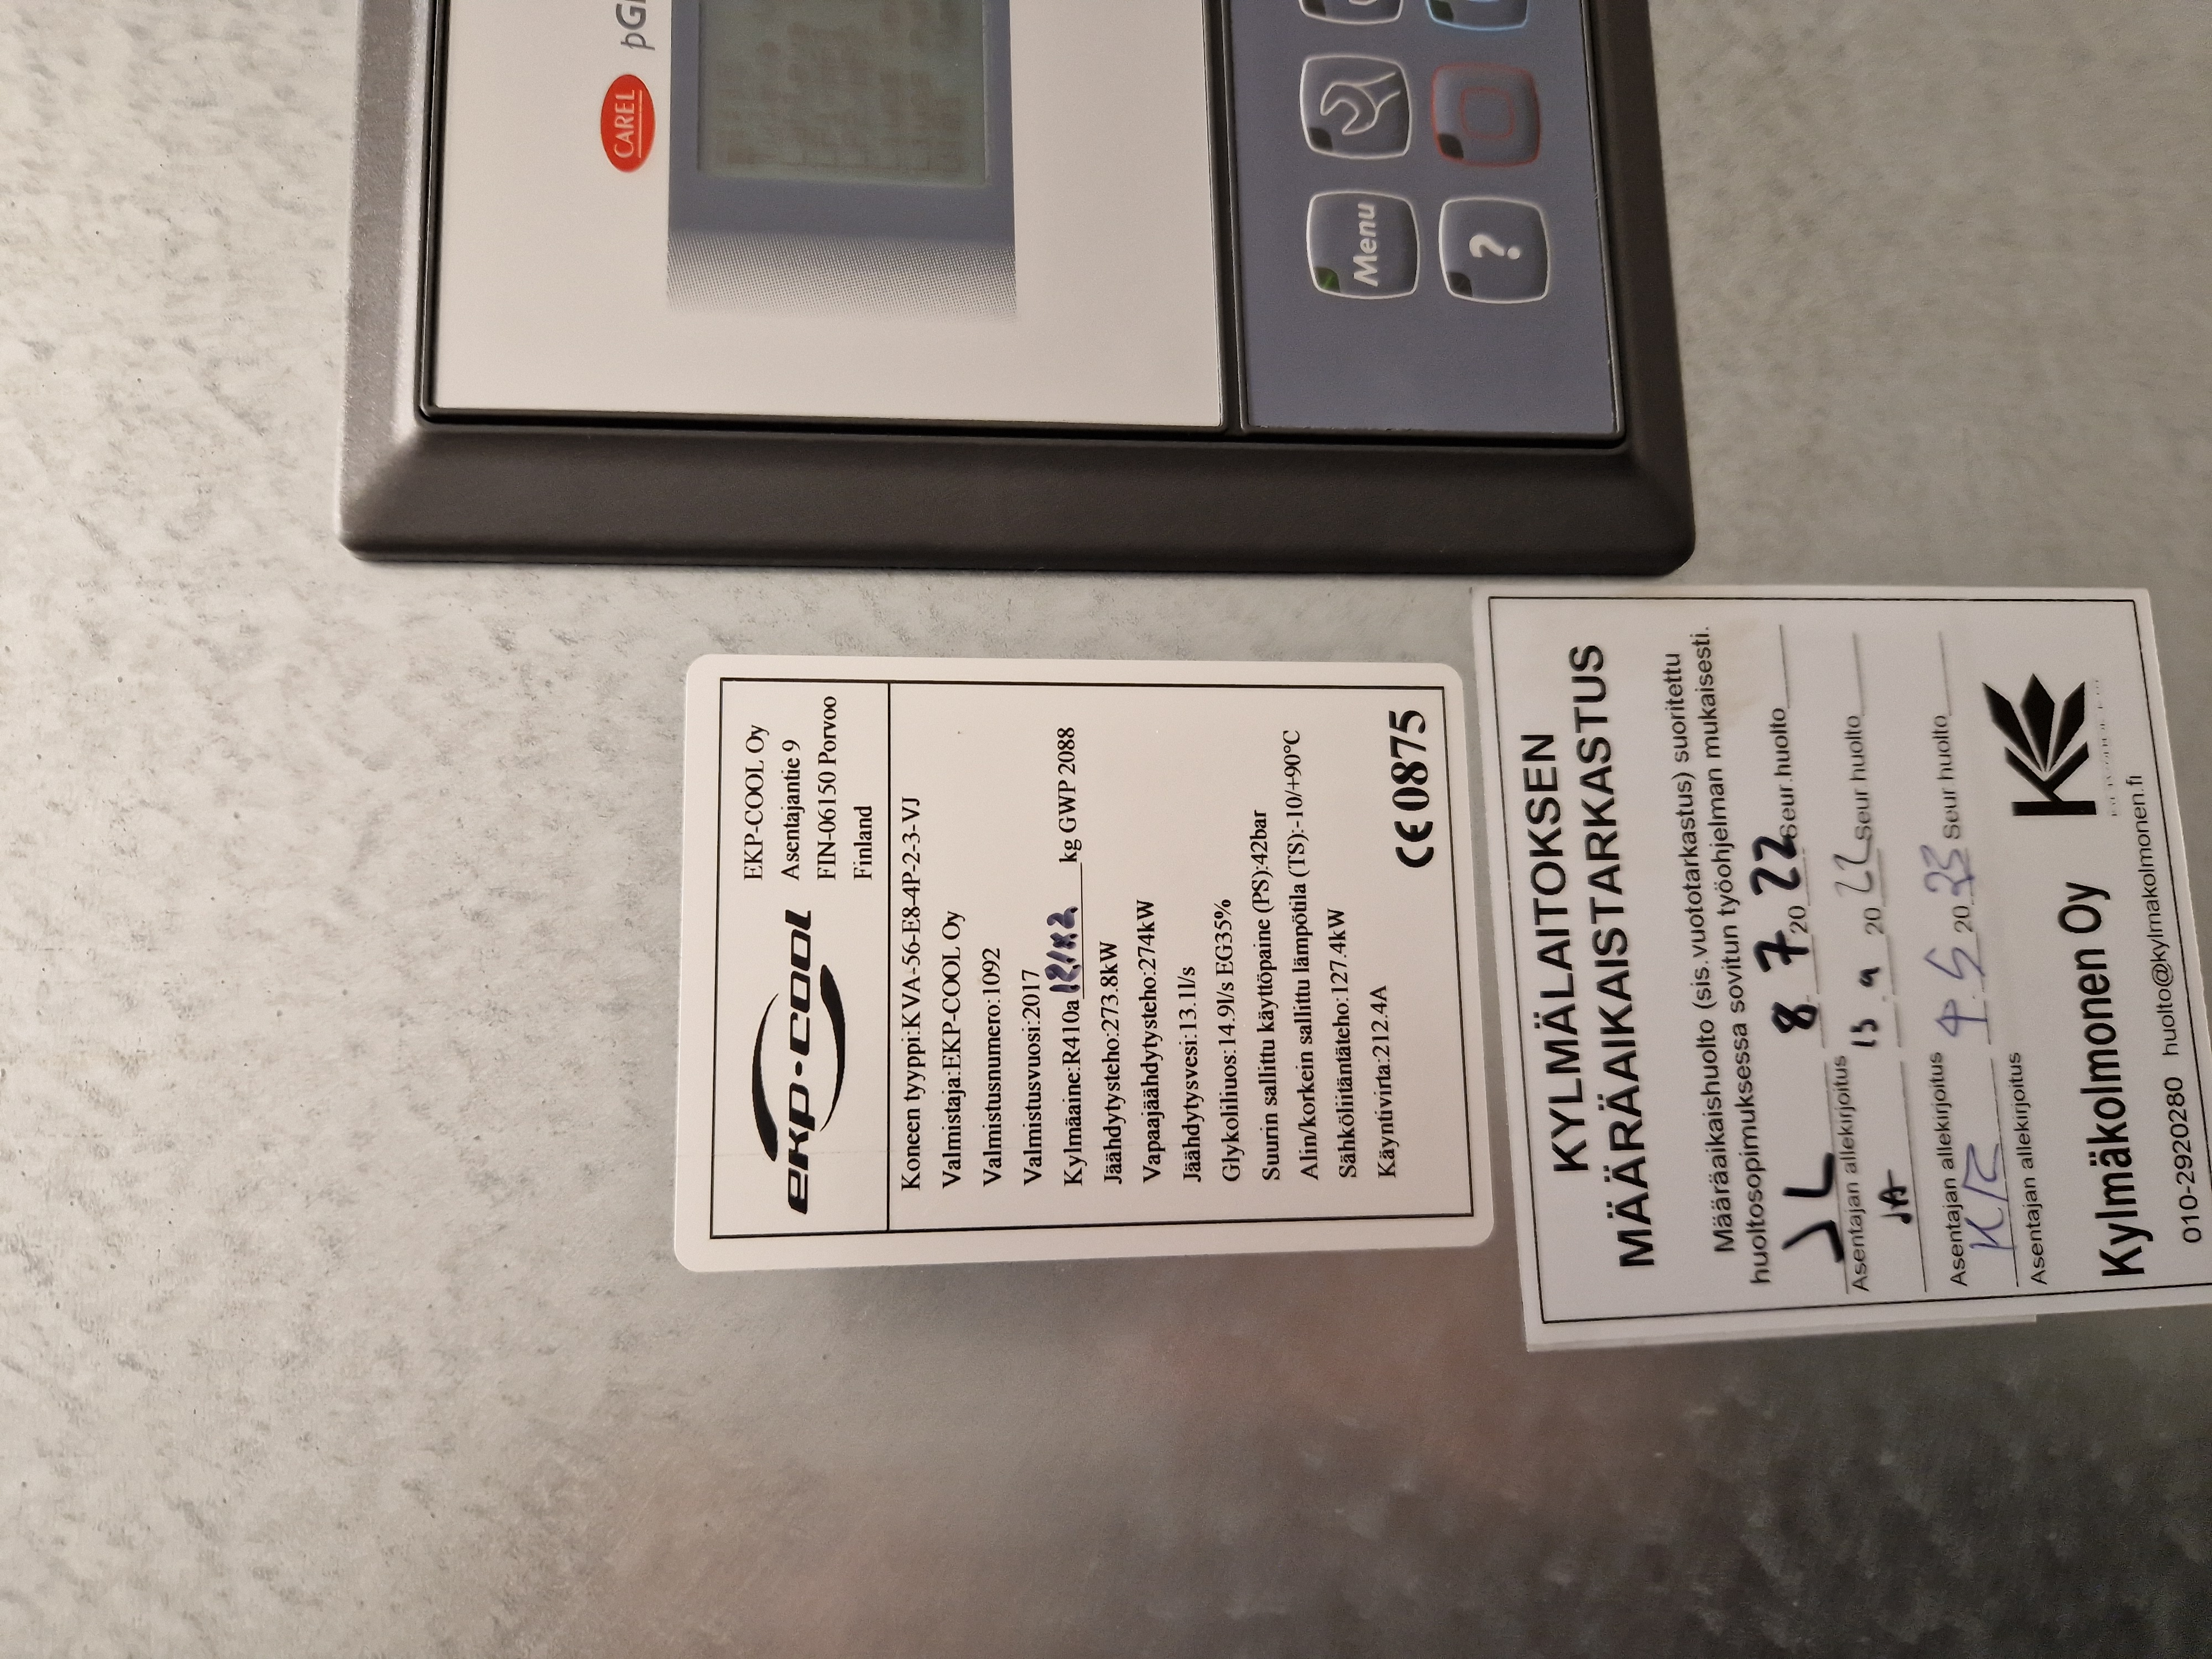 ekp·cool
EKP-COOL Oy
Asentajantie 9
FIN-06150 Porvoo
Finland
Koneen tyyppi:KVA-56-E8-4P-2-3-VJ
Valmistaja:EKP-COOL Oy
Valmistusnumero:1092
Valmistusvuosi:2017
Kylmäaine:R410a kg GWP 2088
Jäähdytysteho:273.8kW
Vapaajäähdytysteho:274kW
Jäähdytysvesi:13.1l/s
Glykoliliuos:14.9l/s EG35%
Suurin sallittu käyttöpaine (PS):42bar
Alin/korkein sallittu lämpötila (TS):-10/+90°C
Sähköliitäntäteho:127.4kW
Käyntivirta:212.4A
CE 0875
KYLMÄLAITOKSEN
MÄÄRÄAIKAISTARKASTUS
Määräaikaishuolto (sis.vuototarkastus) suoritettu
huoltosopimuksessa sovitun työohjelman mukaisesti.
JL 8. 7 20 22 Seur.huolto
Asentajan allekirjoitus
JA 15 . 9 20 22 Seur huolto
Asentajan allekirjoitus
KR 4. 5 20 23 Seur huolto
Asentajan allekirjoitus
Kylmäkolmonen Oy
010-2920280 huolto@kylmakolmonen.fi
CAREL
Menu
?